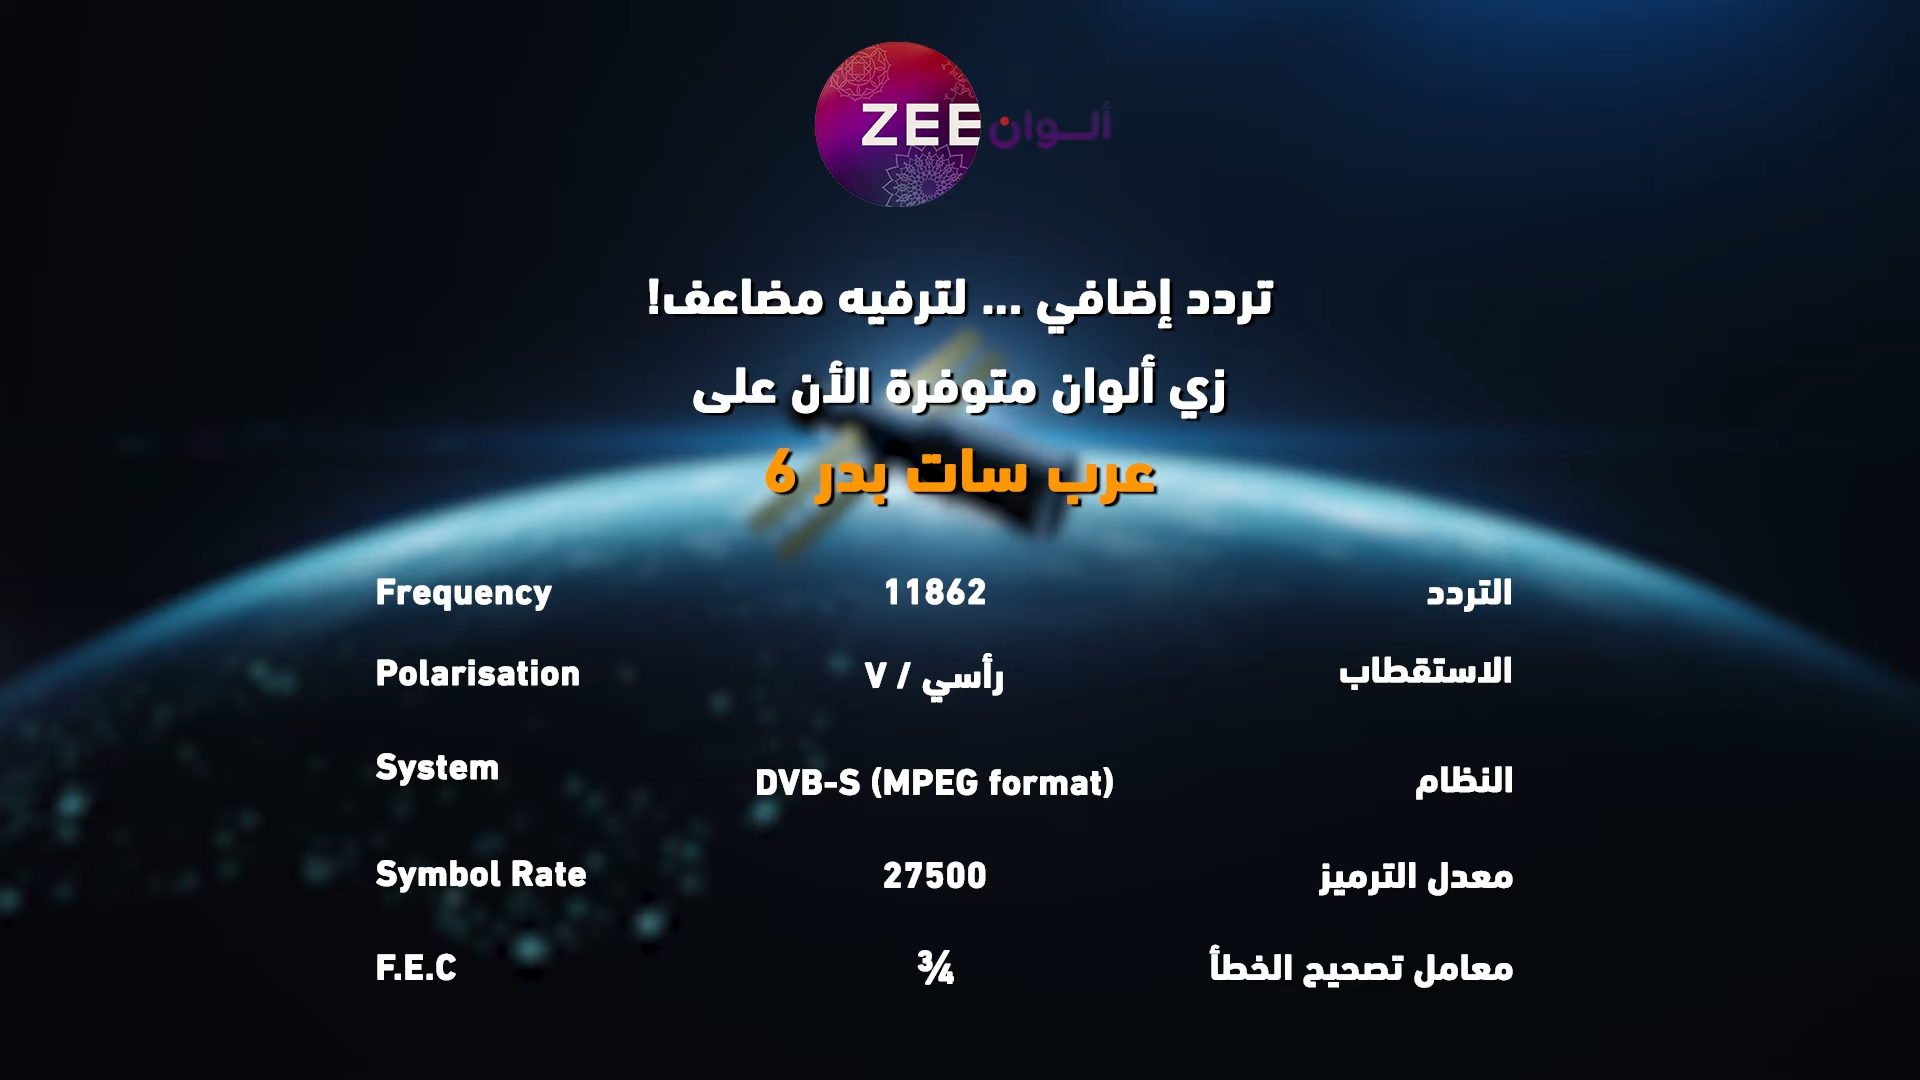 ZEE ألوان
تردد إضافي ... لترفيه مضاعف!
زي ألوان متوفرة الأن على
عرب سات بدر 6
Frequency 11862 التردد
Polarisation رأسي / V الاستقطاب
System DVB-S (MPEG format) النظام
Symbol Rate 27500 معدل الترميز
F.E.C ¾ معامل تصحيح الخطأ